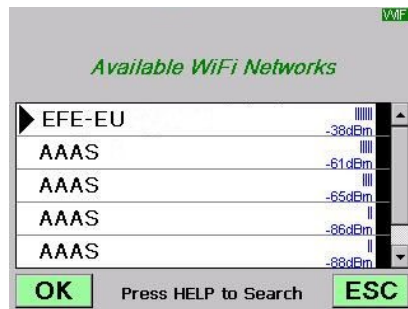 WiF
Available WiFi Networks
EFE-EU
-38dBm
AAAS
-61dBm
AAAS
-65dBm
AAAS
-86dBm
AAAS
-88dBm
OK Press HELP to Search ESC